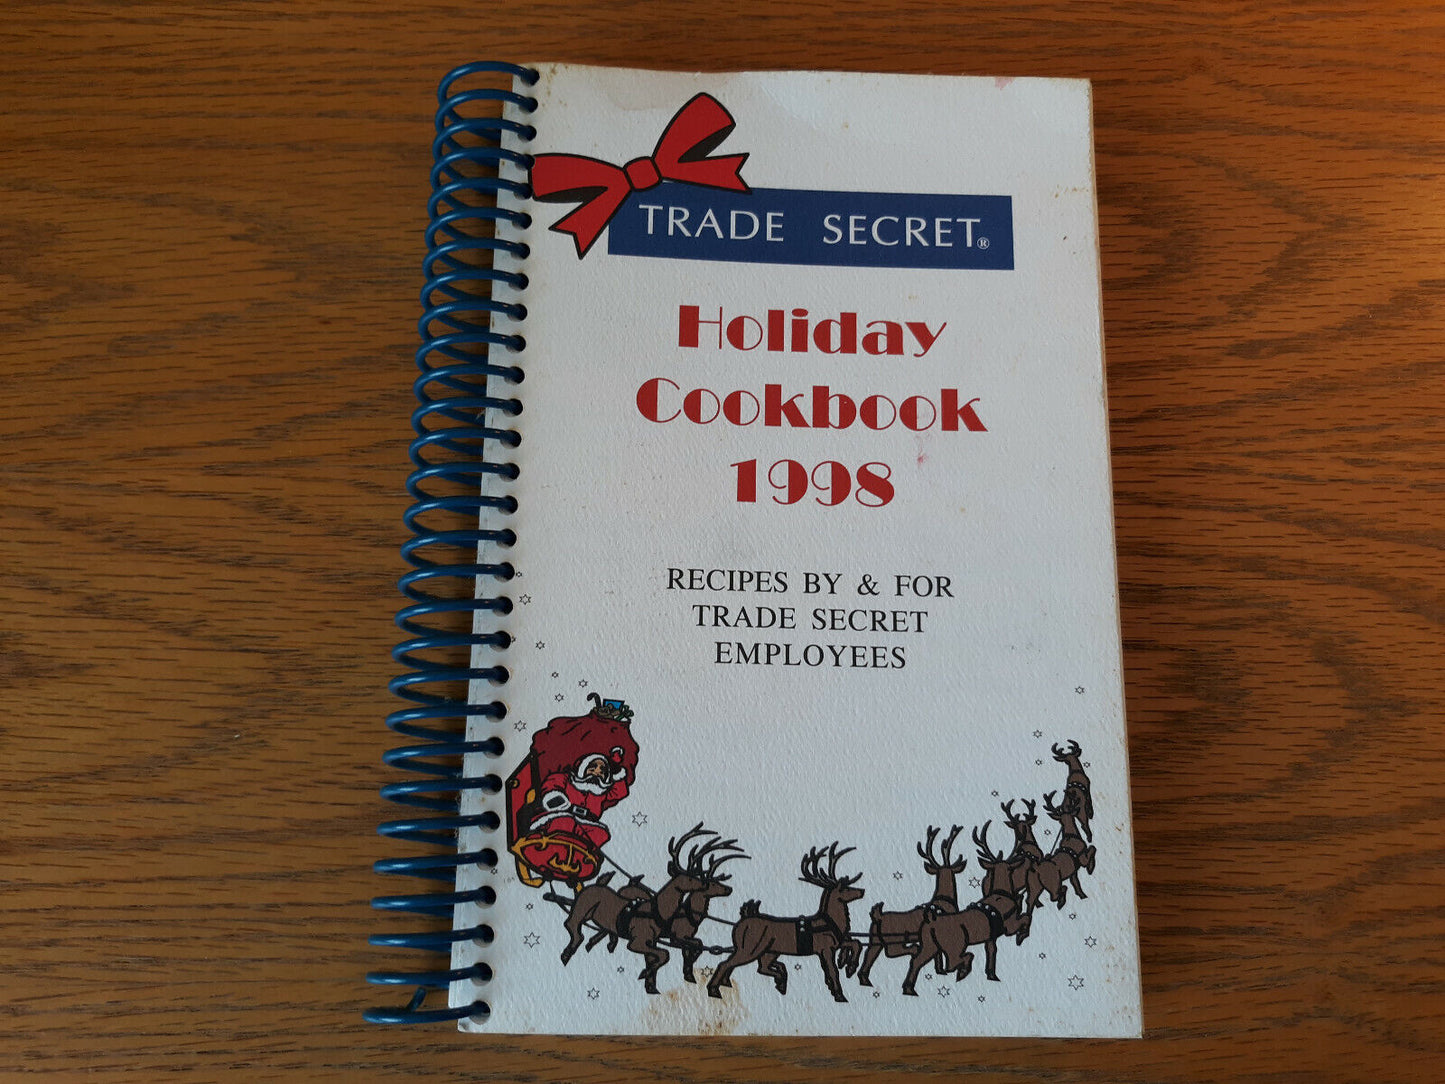 TRADE SECRET®
Holiday
Cookbook
1998
RECIPES BY & FOR
TRADE SECRET
EMPLOYEES